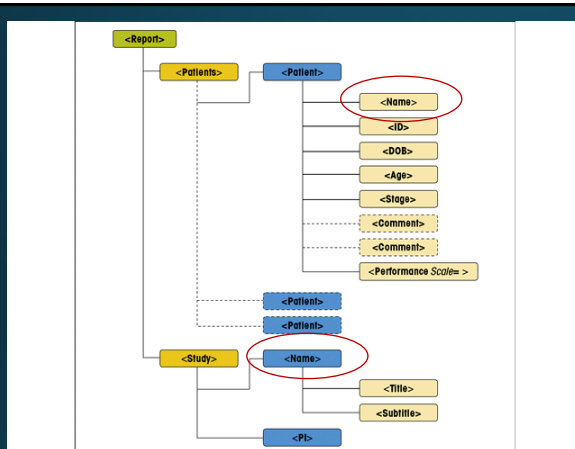 <Report>
<Patients>
<Patient>
<Name>
<ID>
<DOB>
<Age>
<Stage>
<Comment>
<Comment>
<Performance Scale= >
<Patient>
<Patient>
<Study>
<Name>
<Title>
<Subtitle>
<PI>